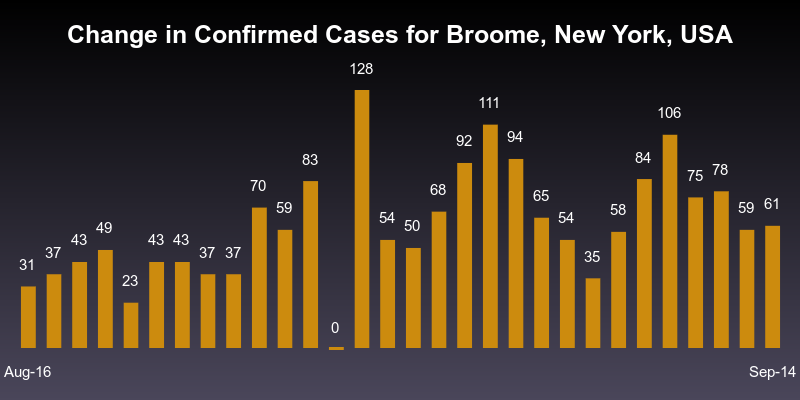 Change in Confirmed Cases for Broome, New York, USA
31 37 43 49 23 43 43 37 37 70 59 83 0 128 54 50 68 92 111 94 65 54 35 58 84 106 75 78 59 61
Aug-16 Sep-14